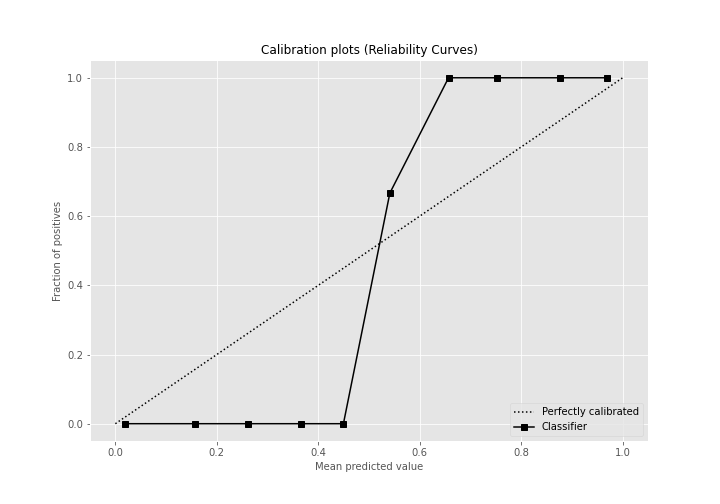 Calibration plots (Reliability Curves)
Fraction of positives
1.0
0.8
0.6
0.4
0.2
0.0
0.0 0.2 0.4 0.6 0.8 1.0
Mean predicted value
Perfectly calibrated
Classifier